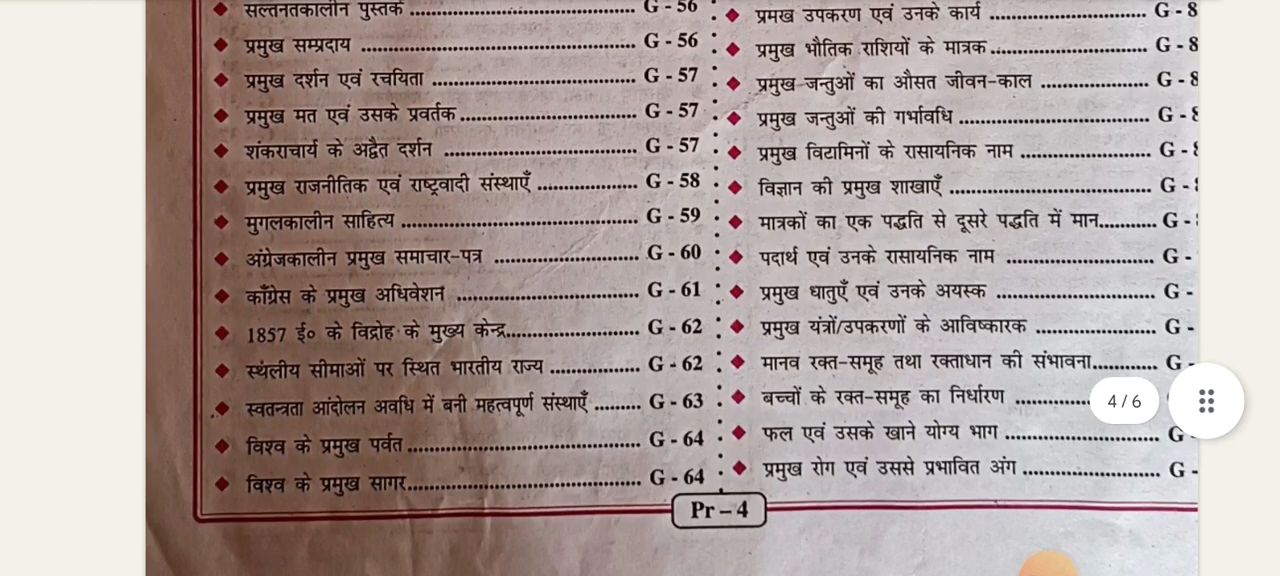 सल्तनतकालीन पुस्तकें ........................................ G - 56
प्रमुख सम्प्रदाय ........................................ G - 56
प्रमुख दर्शन एवं रचयिता ........................................ G - 57
प्रमुख मत एवं उसके प्रवर्तक ........................................ G - 57
शंकराचार्य के अद्वैत दर्शन ........................................ G - 57
प्रमुख राजनीतिक एवं राष्ट्रवादी संस्थाएँ .................... G - 58
मुगलकालीन साहित्य ........................................ G - 59
अंग्रेजकालीन प्रमुख समाचार-पत्र .............................. G - 60
काँग्रेस के प्रमुख अधिवेशन ........................................ G - 61
1857 ई० के विद्रोह के मुख्य केन्द्र.............................. G - 62
स्थलीय सीमाओं पर स्थित भारतीय राज्य .................. G - 62
स्वतन्त्रता आंदोलन अवधि में बनी महत्वपूर्ण संस्थाएँ ......... G - 63
विश्व के प्रमुख पर्वत ........................................ G - 64
विश्व के प्रमुख सागर........................................ G - 64
प्रमख उपकरण एवं उनके कार्य .............................. G - 8
प्रमुख भौतिक राशियों के मात्रक.............................. G - 8
प्रमुख जन्तुओं का औसत जीवन-काल .................... G - 8
प्रमुख जन्तुओं की गर्भावधि .............................. G - 8
प्रमुख विटामिनों के रासायनिक नाम ........................ G - 8
विज्ञान की प्रमुख शाखाएँ ........................................ G -
मात्रकों का एक पद्धति से दूसरे पद्धति में मान............ G -
पदार्थ एवं उनके रासायनिक नाम .............................. G -
प्रमुख धातुएँ एवं उनके अयस्क .............................. G -
प्रमुख यंत्रों/उपकरणों के आविष्कारक ........................ G -
मानव रक्त-समूह तथा रक्ताधान की संभावना............. G -
बच्चों के रक्त-समूह का निर्धारण ..............
फल एवं उसके खाने योग्य भाग .............................. G
प्रमुख रोग एवं उससे प्रभावित अंग ........................... G -
4 / 6
Pr – 4